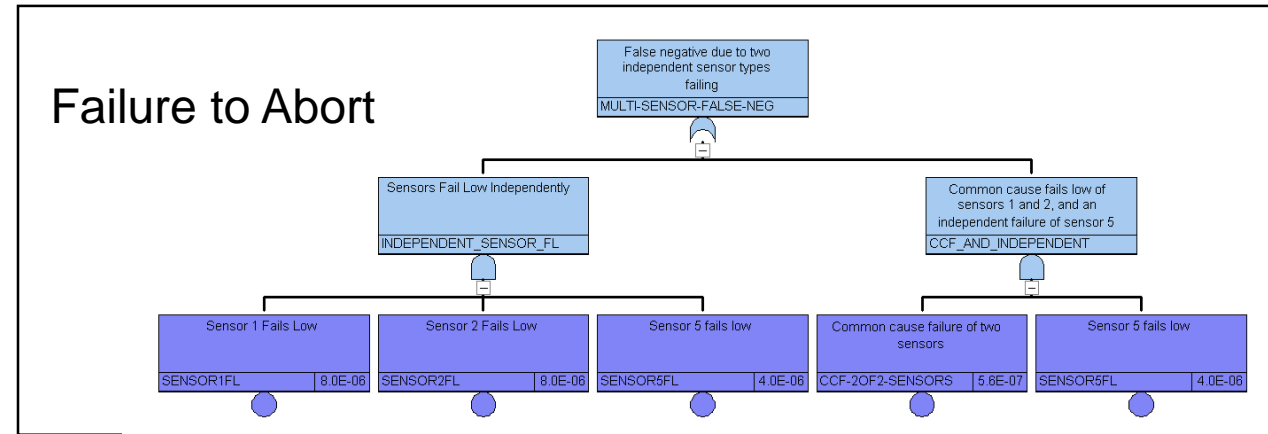 Failure to Abort
False negative due to two
independent sensor types
failing
MULTI-SENSOR-FALSE-NEG
Sensors Fail Low Independently
INDEPENDENT_SENSOR_FL
Common cause fails low of
sensors 1 and 2, and an
independent failure of sensor 5
CCF_AND_INDEPENDENT
Sensor 1 Fails Low
SENSOR1FL 8.0E-06
Sensor 2 Fails Low
SENSOR2FL 8.0E-06
Sensor 5 fails low
SENSOR5FL 4.0E-06
Common cause failure of two
sensors
CCF-2OF2-SENSORS 5.6E-07
Sensor 5 fails low
SENSOR5FL 4.0E-06